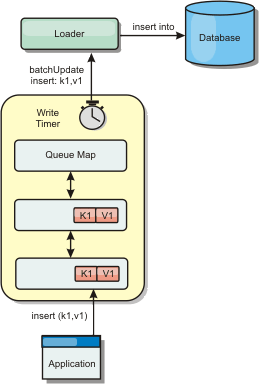 Loader
insert into
Database
batchUpdate
insert: k1,v1
Write
Timer
Queue Map
K1 V1
K1 V1
insert (k1,v1)
Application